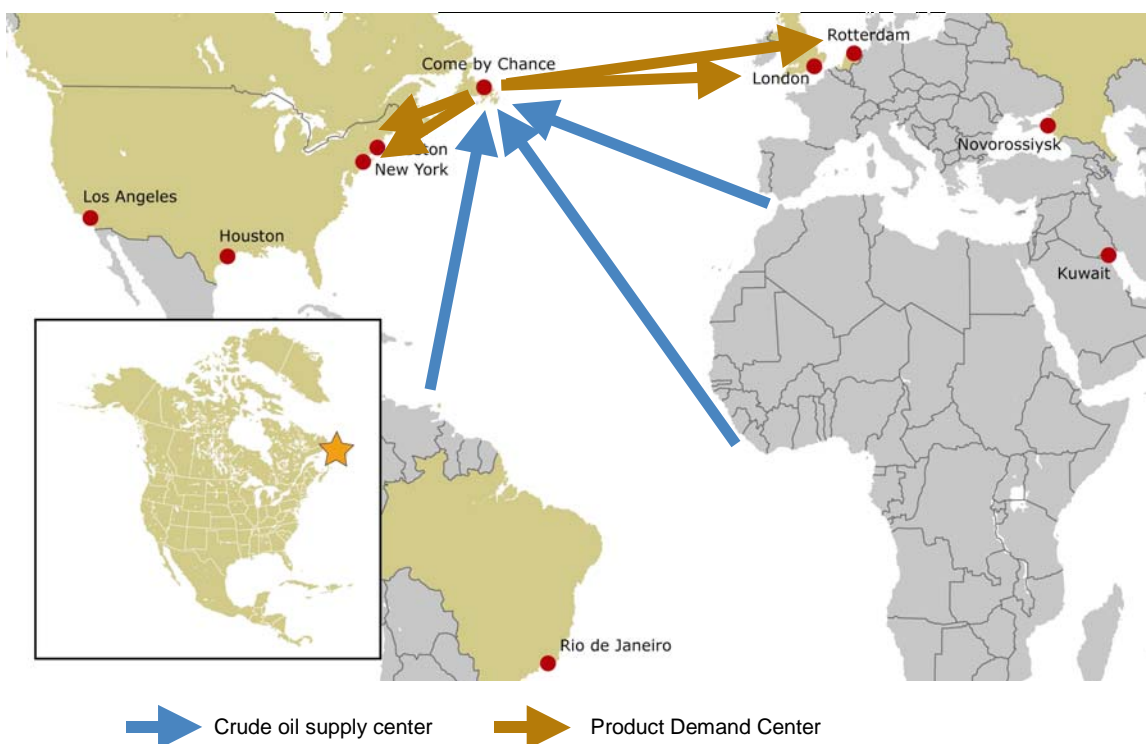 Rotterdam
Come by Chance
London
Novorossiysk
New York
Los Angeles
Houston
Kuwait
Rio de Janeiro
Crude oil supply center
Product Demand Center